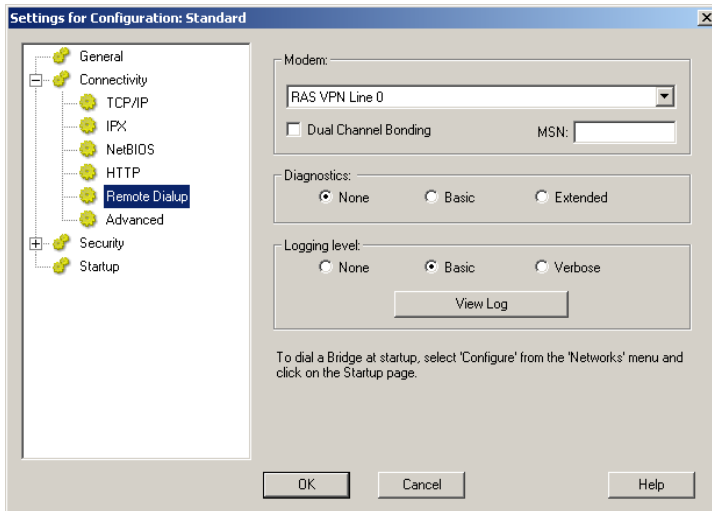 Settings for Configuration: Standard
General
Connectivity
TCP/IP
IPX
NetBIOS
HTTP
Remote Dialup
Advanced
Security
Startup
Modem:
RAS VPN Line 0
Dual Channel Bonding MSN:
Diagnostics:
None Basic Extended
Logging level:
None Basic Verbose
View Log
To dial a Bridge at startup, select 'Configure' from the 'Networks' menu and
click on the Startup page.
OK Cancel Help